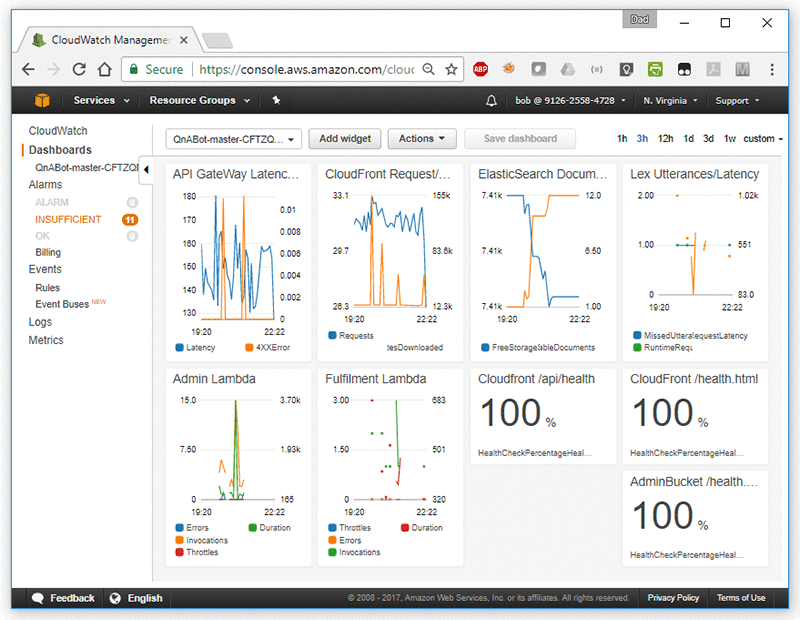 Dad
CloudWatch Manageme
Secure
https://console.aws.amazon.com/clou
ABP
Services
Resource Groups
bob @ 9126-2558-4728
N. Virginia
Support
CloudWatch
Dashboards
QnABot-master-CFTZQ
Alarms
ALARM 0
INSUFFICIENT 11
OK 0
Billing
Events
Rules
Event Buses NEW
Logs
Metrics
QnABot-master-CFTZQ...
Add widget
Actions
Save dashboard
1h 3h 12h 1d 3d 1w custom
API GateWay Latenc...
180
170
160
150
140
130
0.01
0.008
0.006
0.004
0.002
0
19:20 22:22
Latency 4XXError
CloudFront Request/...
33.1 155k
29.7 83.6k
26.3 12.3k
19:20 22:22
Requests
tesDownloaded
ElasticSearch Docum...
7.41k 12.0
7.41k 6.50
7.41k 1.00
19:20 22:22
FreeStorageableDocuments
Lex Utterances/Latency
2.00 1.02k
1.00 551
0 83.0
19:20 22:22
MissedUtteraequestLatency
RuntimeRequ
Admin Lambda
15.0 3.70k
7.50 1.93k
0 165
19:20 22:22
Errors Duration
Invocations
Throttles
Fulfilment Lambda
3.00 683
1.50 501
0 320
19:20 22:22
Throttles Duration
Errors
Invocations
Cloudfront /api/health
100 %
HealthCheckPercentageHeal...
CloudFront /health.html
100 %
HealthCheckPercentageHeal...
AdminBucket /health....
100 %
HealthCheckPercentageHeal...
Feedback
English
© 2008 - 2017, Amazon Web Services, Inc. or its affiliates. All rights reserved.
Privacy Policy
Terms of Use